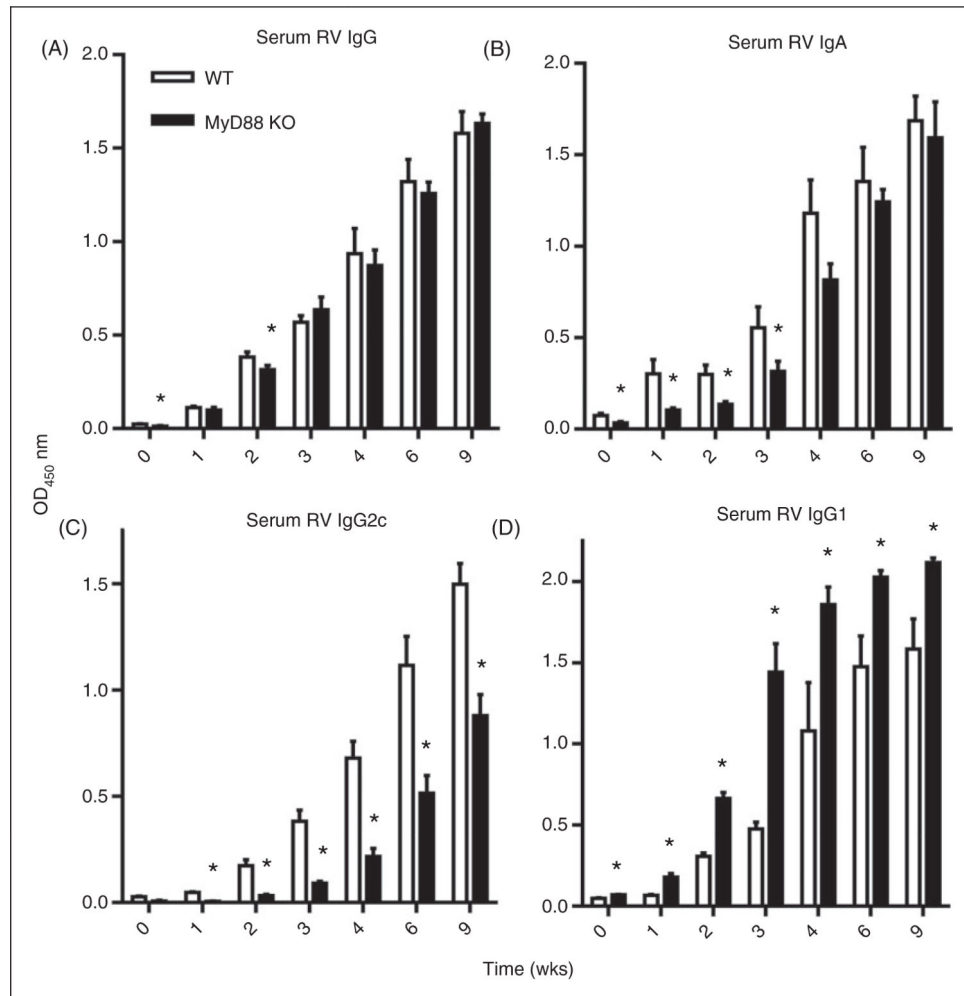 (A)
Serum RV IgG
2.0
WT
MyD88 KO
1.5
1.0
0.5
*
*
0.0
0 1 2 3 4 6 9
(B)
Serum RV IgA
2.0
1.5
1.0
0.5
* * * *
0.0
0 1 2 3 4 6 9
OD450 nm
(C)
Serum RV IgG2c
1.5
1.0
0.5
* * * * * *
0.0
0 1 2 3 4 6 9
(D)
Serum RV IgG1
2.0
1.5
1.0
0.5
* * * * * * *
0.0
0 1 2 3 4 6 9
Time (wks)